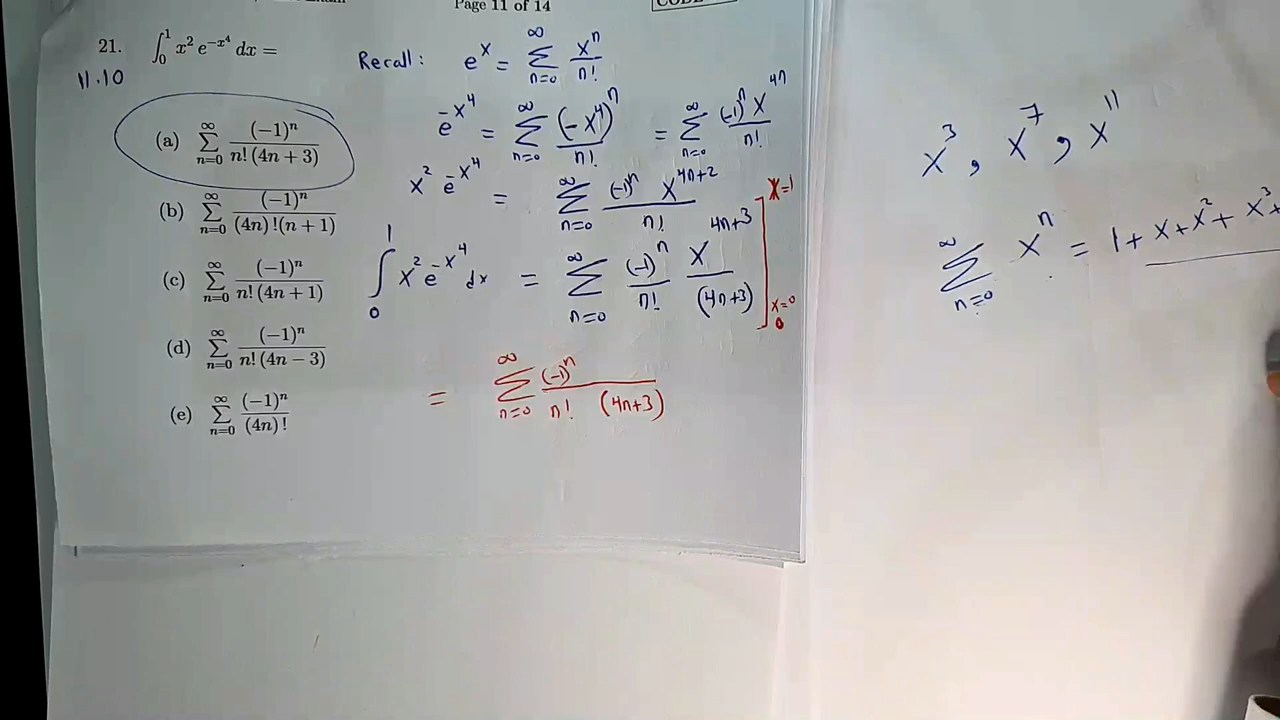 Page 11 of 14
21. ∫₀¹ x² e^{-x⁴} dx =
Recall: e^x = Σ_{n=0}^{∞} x^n / n!
11.10
e^{-x⁴} = Σ_{n=0}^{∞} (-x⁴)^n / n! = Σ_{n=0}^{∞} (-1)^n x^{4n} / n!
(a) Σ_{n=0}^{∞} (-1)^n / n! (4n + 3)
x² e^{-x⁴} = Σ_{n=0}^{∞} (-1)^n x^{4n+2} / n!
(b) Σ_{n=0}^{∞} (-1)^n / (4n)! (n + 1)
∫₀¹ x² e^{-x⁴} dx = Σ_{n=0}^{∞} (-1)^n / n! x^{4n+3} / (4n+3) ] x=1 x=0 0
(c) Σ_{n=0}^{∞} (-1)^n / n! (4n + 1)
(d) Σ_{n=0}^{∞} (-1)^n / n! (4n − 3)
= Σ_{n=0}^{∞} (-1)^n / n! (4n+3)
(e) Σ_{n=0}^{∞} (-1)^n / (4n)!
x³, x⁷, x¹¹
Σ_{n=0}^{∞} x^n = 1 + x + x² + x³ +